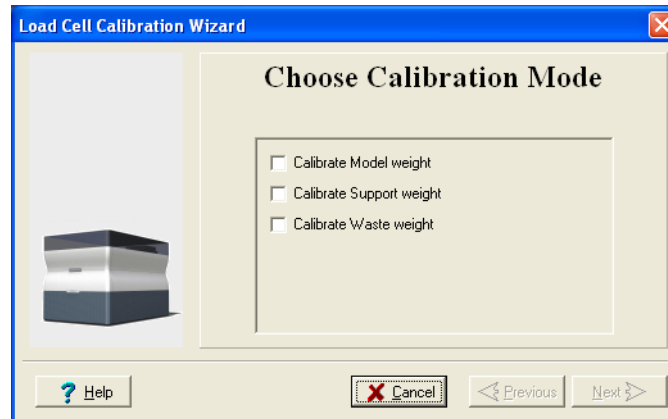 Load Cell Calibration Wizard
Choose Calibration Mode
Calibrate Model weight
Calibrate Support weight
Calibrate Waste weight
? Help
Cancel
Previous
Next